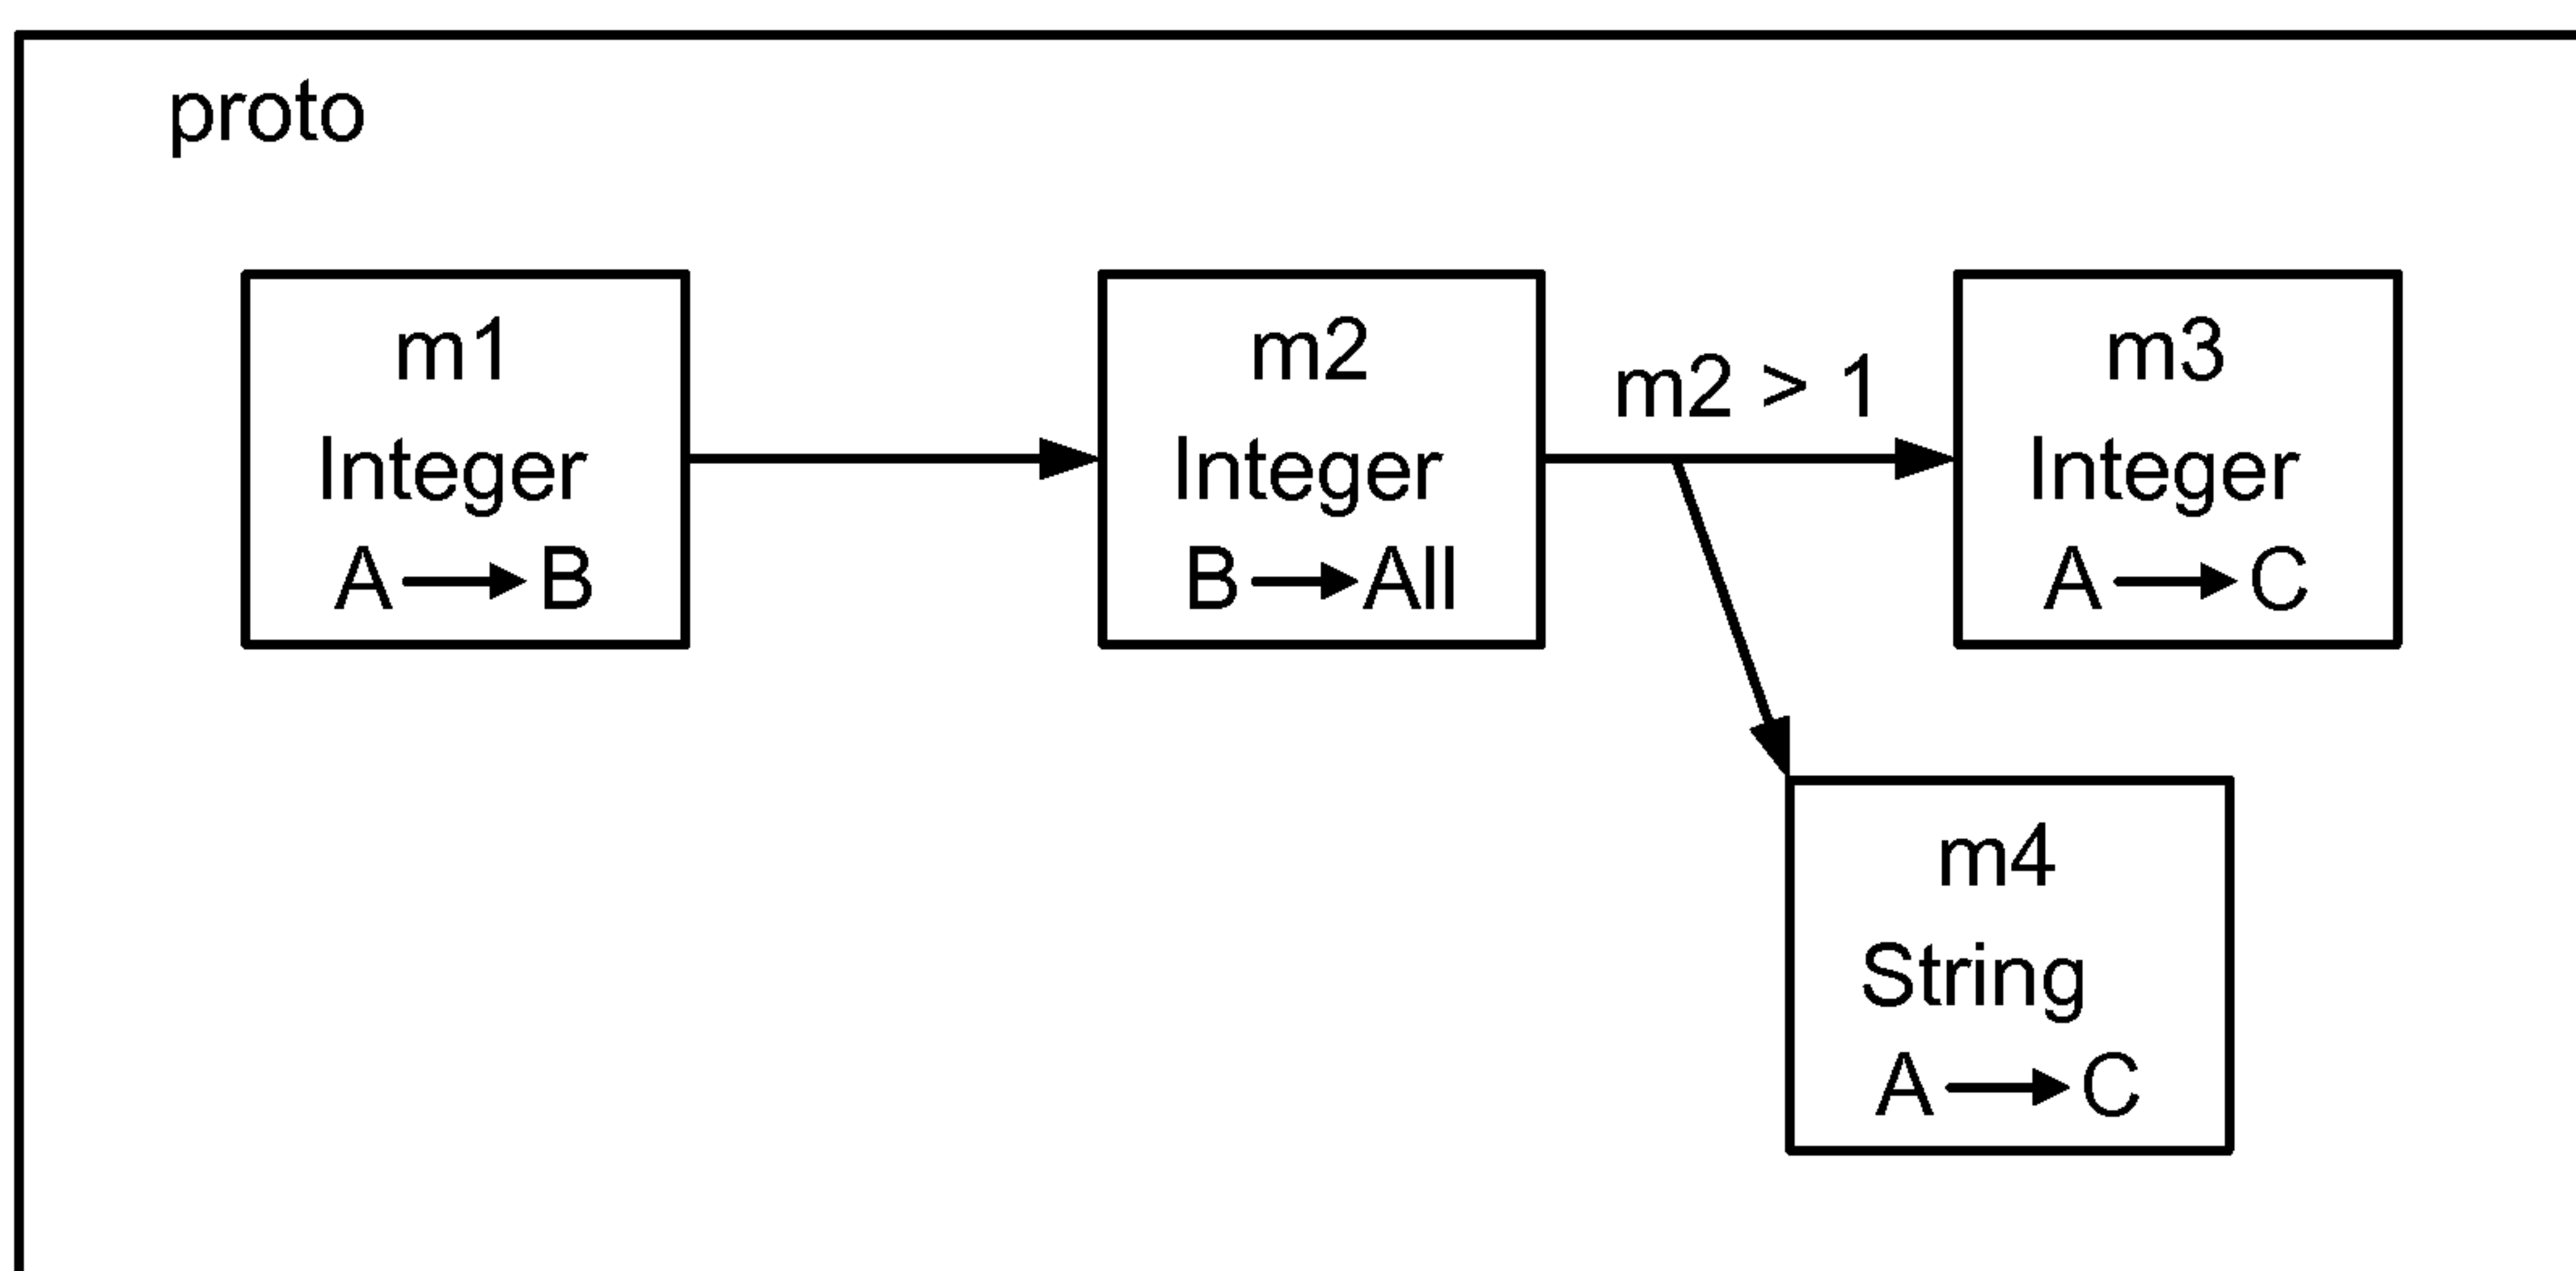 proto
m1
Integer
A → B
m2
Integer
B → All
m2 > 1
m3
Integer
A → C
m4
String
A → C